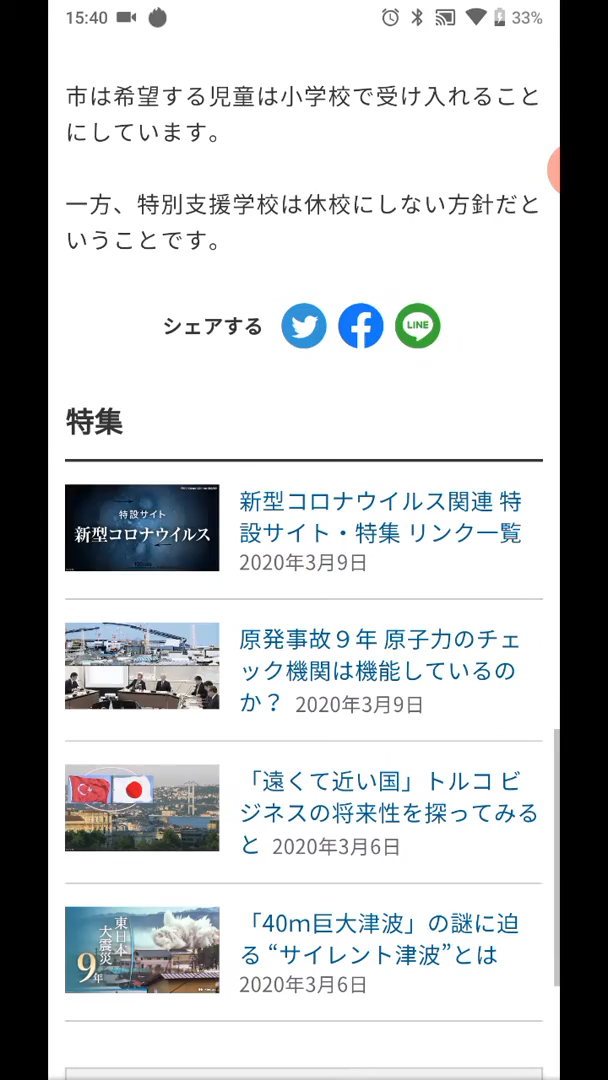 15:40
33%
市は希望する児童は小学校で受け入れること
にしています。
一方、特別支援学校は休校にしない方針だと
いうことです。
シェアする
LINE
特集
特設サイト
新型コロナウイルス
新型コロナウイルス関連 特
設サイト・特集 リンク一覧
2020年3月9日
原発事故９年 原子力のチェ
ック機関は機能しているの
か？ 2020年3月9日
「遠くて近い国」トルコ ビ
ジネスの将来性を探ってみる
と 2020年3月6日
東日本
大震災
9年
「40m巨大津波」の謎に迫
る “サイレント津波”とは
2020年3月6日